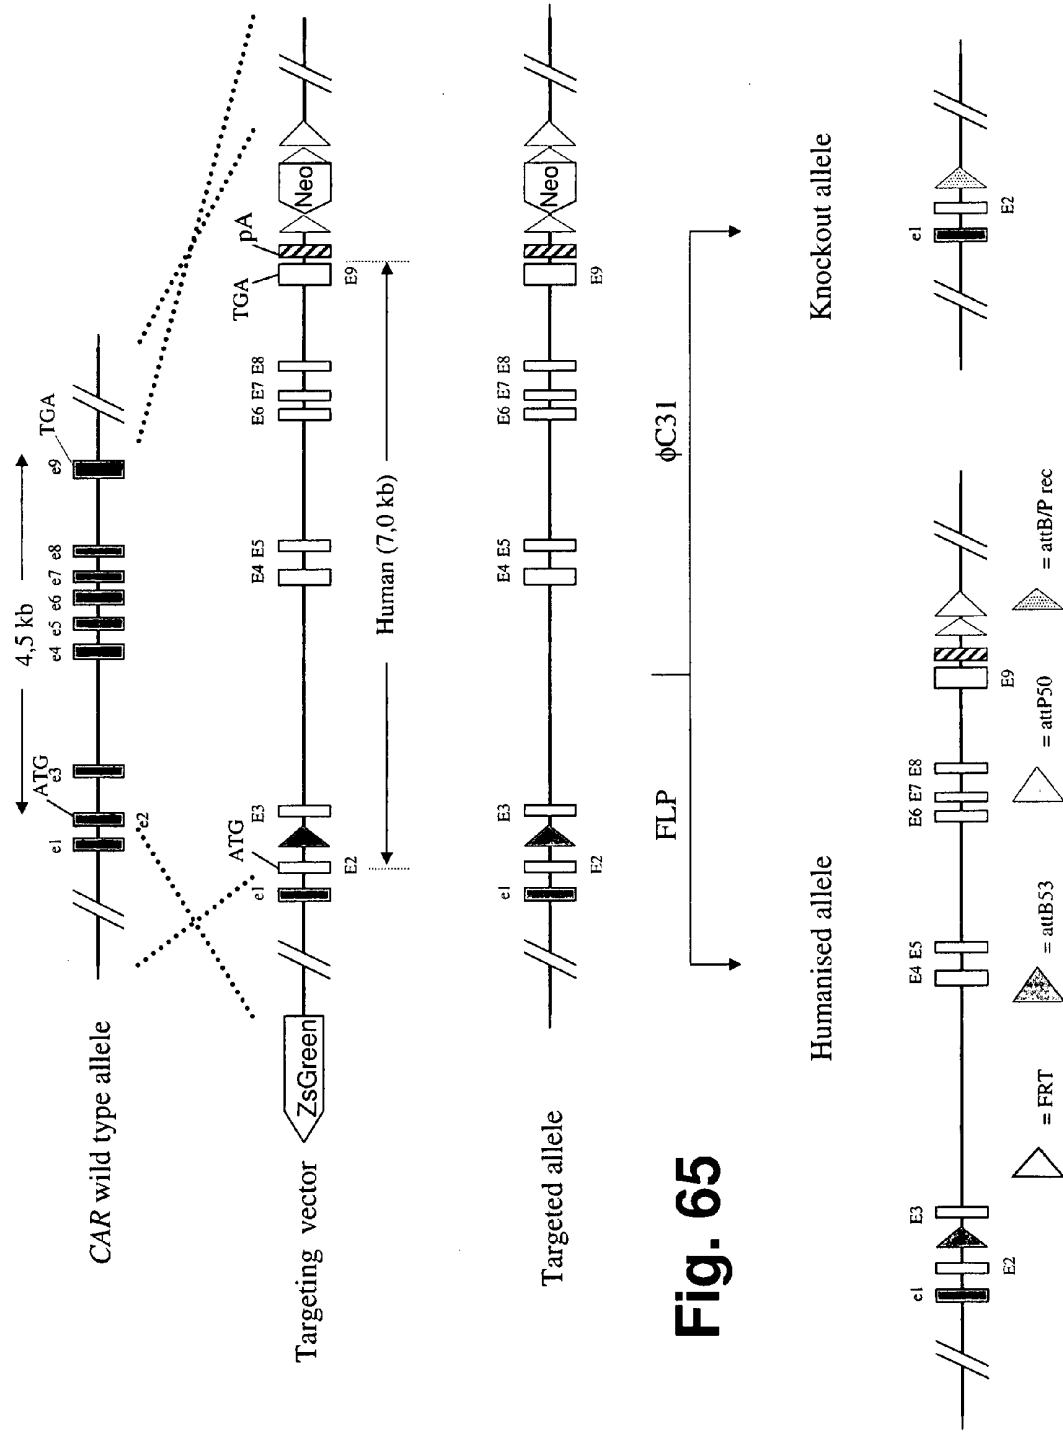 CAR wild type allele
4,5 kb
ATG
TGA
e1 e2 e3 e4 e5 e6 e7 e8 e9
Targeting vector
ZsGreen
ATG
TGA
pA
Neo
e1 E2 E3 E4 E5 E6 E7 E8 E9
Human (7,0 kb)
Targeted allele
Neo
e1 E2 E3 E4 E5 E6 E7 E8 E9
Fig. 65
FLP
φC31
Humanised allele
Knockout allele
e1 E2 E3 E4 E5 E6 E7 E8 E9
e1 E2
= FRT
= attB53
= attP50
= attB/P rec